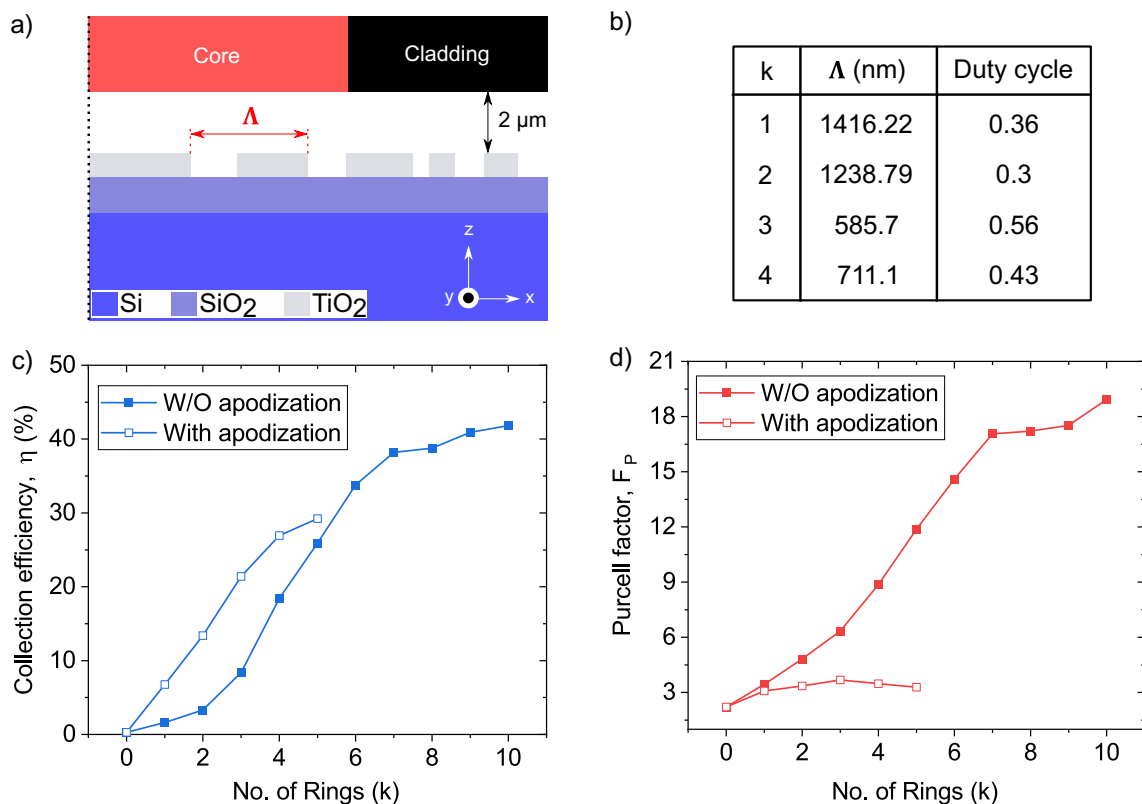 a)
Core
Cladding
Λ
2 µm
z
y
x
Si
SiO2
TiO2
b)
k Λ (nm) Duty cycle
1 1416.22 0.36
2 1238.79 0.3
3 585.7 0.56
4 711.1 0.43
c)
W/O apodization
With apodization
Collection efficiency, η (%)
50
40
30
20
10
0
0 2 4 6 8 10
No. of Rings (k)
d)
W/O apodization
With apodization
Purcell factor, FP
21
18
15
12
9
6
3
0 2 4 6 8 10
No. of Rings (k)